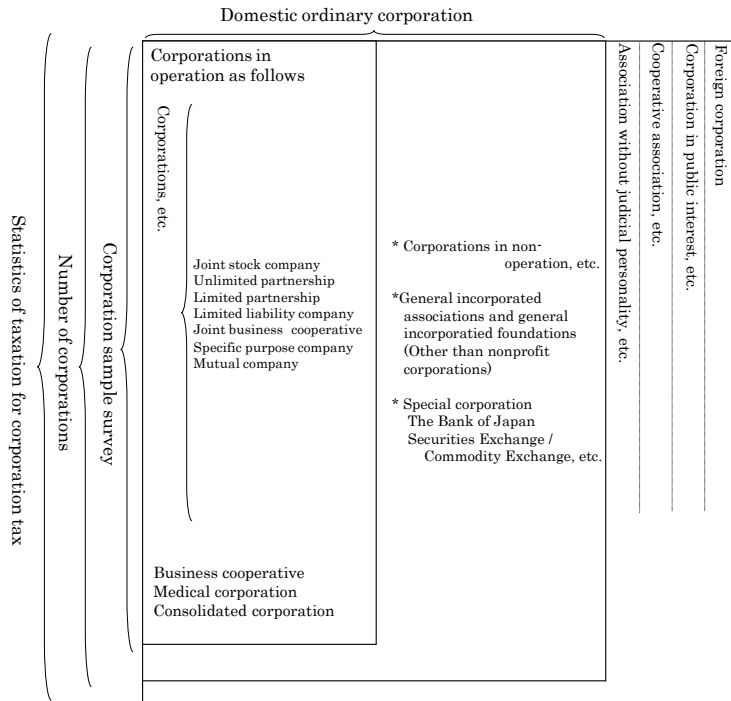 Domestic ordinary corporation
Statistics of taxation for corporation tax
Number of corporations
Corporation sample survey
Corporations in
operation as follows
Corporations, etc.
Joint stock company
Unlimited partnership
Limited partnership
Limited liability company
Joint business cooperative
Specific purpose company
Mutual company
Business cooperative
Medical corporation
Consolidated corporation
* Corporations in non-
operation, etc.
*General incorporated
associations and general
incorporatied foundations
(Other than nonprofit
corporations)
* Special corporation
The Bank of Japan
Securities Exchange /
Commodity Exchange, etc.
Association without judicial personality, etc.
Cooperative association, etc.
Corporation in public interest, etc.
Foreign corporation